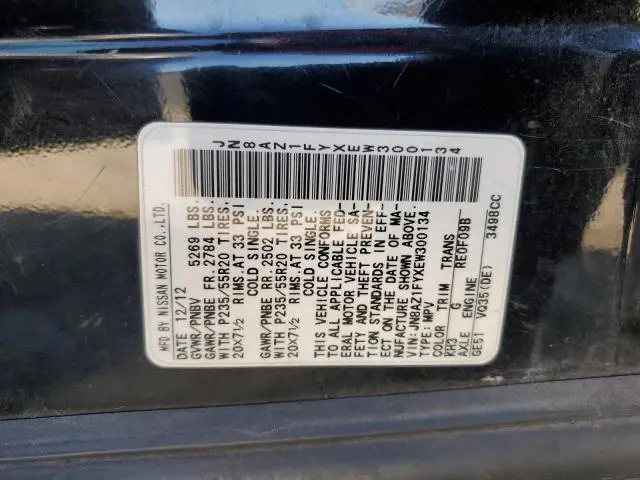 MFD BY NISSAN MOTOR CO.,LTD.
DATE 12/12
GVWR/PNBV 5269 LBS.
GAWR/PNBE FR. 2784 LBS.
WITH P235/55R20 TIRES,
20X7½ RIMS.AT 33 PSI
COLD SINGLE.
GAWR/PNBE RR. 2502 LBS.
WITH P235/55R20 TIRES,
20X7½ RIMS.AT 33 PSI
COLD SINGLE.
THIS VEHICLE CONFORMS
TO ALL APPLICABLE FED-
ERAL MOTOR VEHICLE SA-
FETY AND THEFT PREVEN-
TION STANDARDS IN EFF-
ECT ON THE DATE OF MA-
NUFACTURE SHOWN ABOVE.
VIN:JN8AZ1FYXEW300134
TYPE:MPV
COLOR TRIM TRANS
KH3 G RE0F09B
AXLE ENGINE
GE51 VQ35(DE) 3498CC
JN8AZ1FYXEW300134